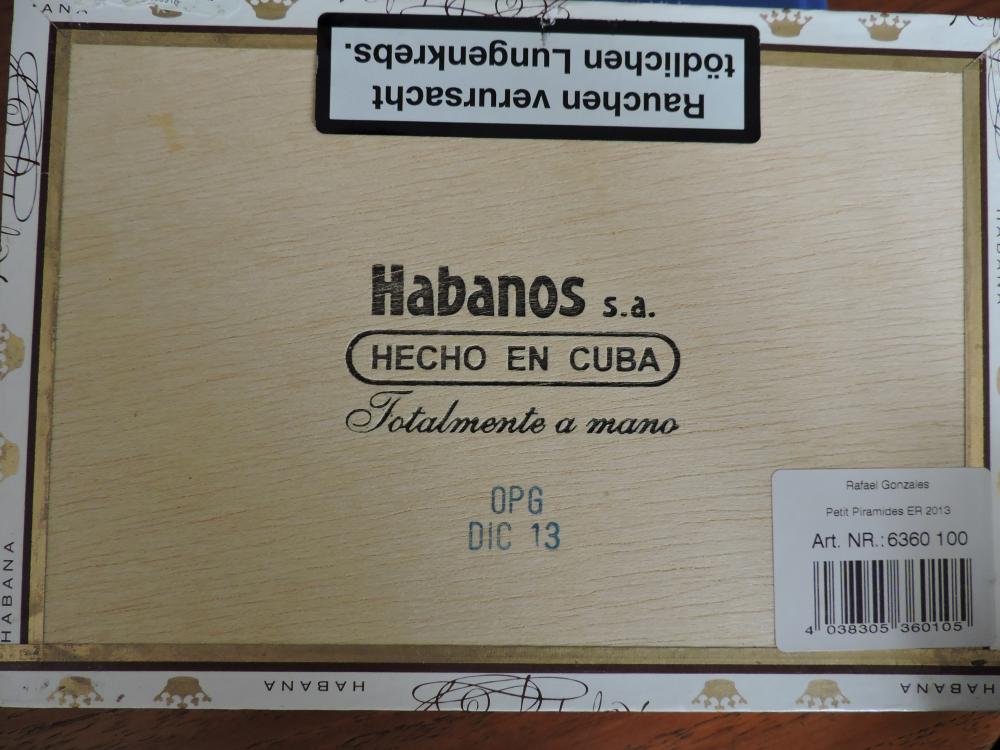 Rauchen verursacht
tödlichen Lungenkrebs.
Habanos s.a.
HECHO EN CUBA
Totalmente a mano
OPG
DIC 13
Rafael Gonzales
Petit Piramides ER 2013
Art. NR.:6360 100
4 038305 360105
HABANA
HABANA
HABANA